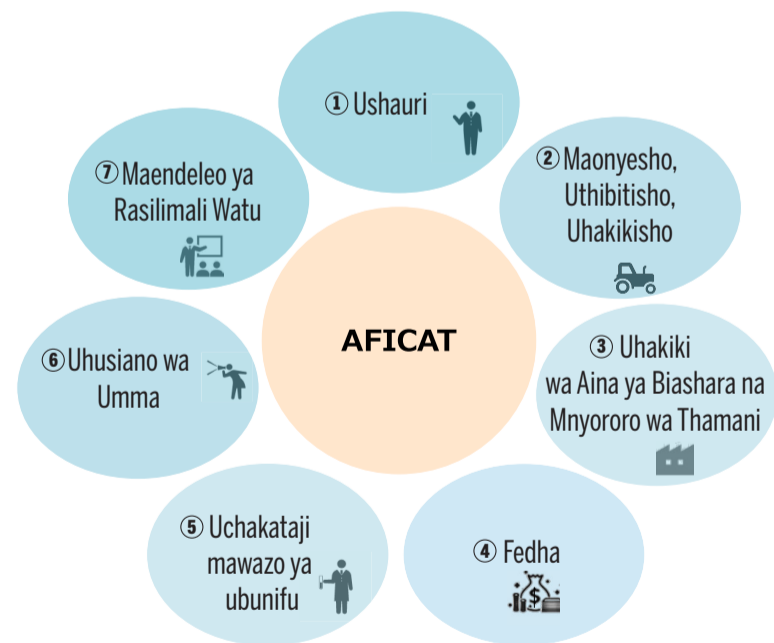 ① Ushauri
② Maonyesho,
Uthibitisho,
Uhakikisho
③ Uhakiki
wa Aina ya Biashara na
Mnyororo wa Thamani
④ Fedha
$
⑤ Uchakataji
mawazo ya
ubunifu
⑥ Uhusiano wa
Umma
⑦ Maendeleo ya
Rasilimali Watu
AFICAT